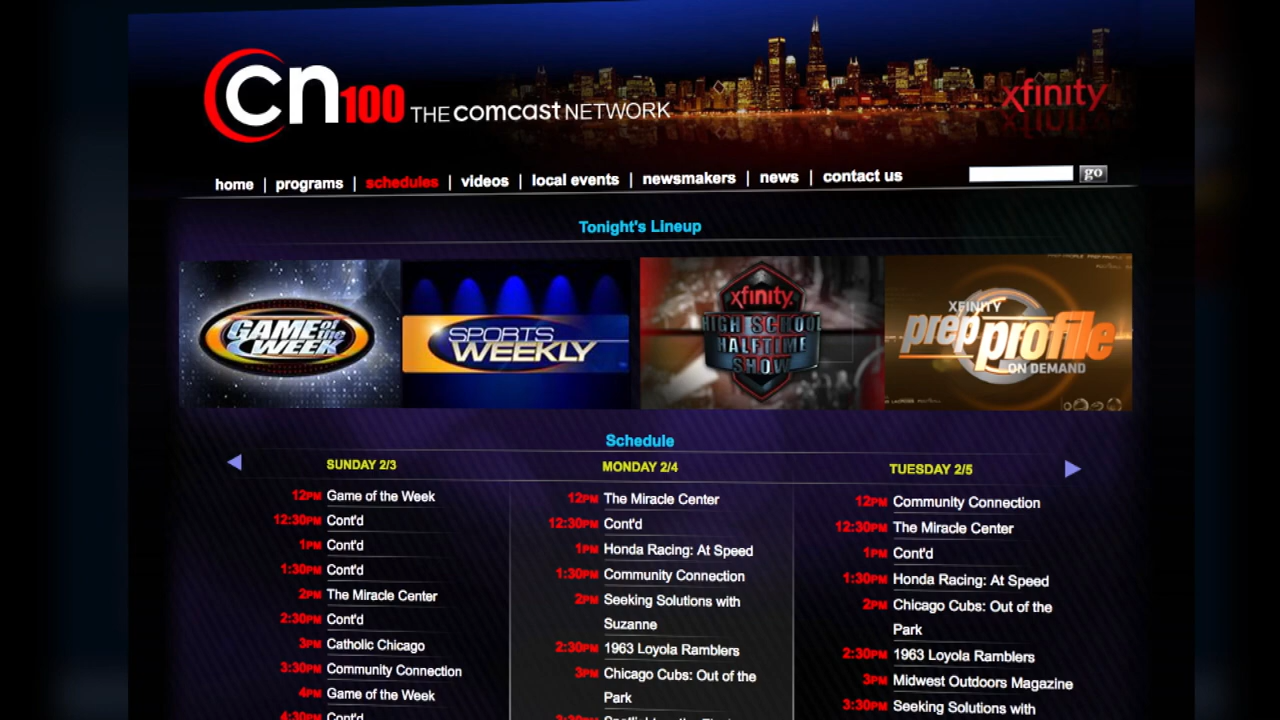 cn100 THE COMCAST NETWORK
xfinity
home | programs | schedules | videos | local events | newsmakers | news | contact us
go
Tonight's Lineup
GAME of the WEEK
SPORTS WEEKLY
xfinity
HIGH SCHOOL
HALFTIME
SHOW
XFINITY
prep profile
ON DEMAND
Schedule
SUNDAY 2/3
12PM Game of the Week
12:30PM Cont'd
1PM Cont'd
1:30PM Cont'd
2PM The Miracle Center
2:30PM Cont'd
3PM Catholic Chicago
3:30PM Community Connection
4PM Game of the Week
4:30PM Cont'd
MONDAY 2/4
12PM The Miracle Center
12:30PM Cont'd
1PM Honda Racing: At Speed
1:30PM Community Connection
2PM Seeking Solutions with
Suzanne
2:30PM 1963 Loyola Ramblers
3PM Chicago Cubs: Out of the
Park
TUESDAY 2/5
12PM Community Connection
12:30PM The Miracle Center
1PM Cont'd
1:30PM Honda Racing: At Speed
2PM Chicago Cubs: Out of the
Park
2:30PM 1963 Loyola Ramblers
3PM Midwest Outdoors Magazine
3:30PM Seeking Solutions with